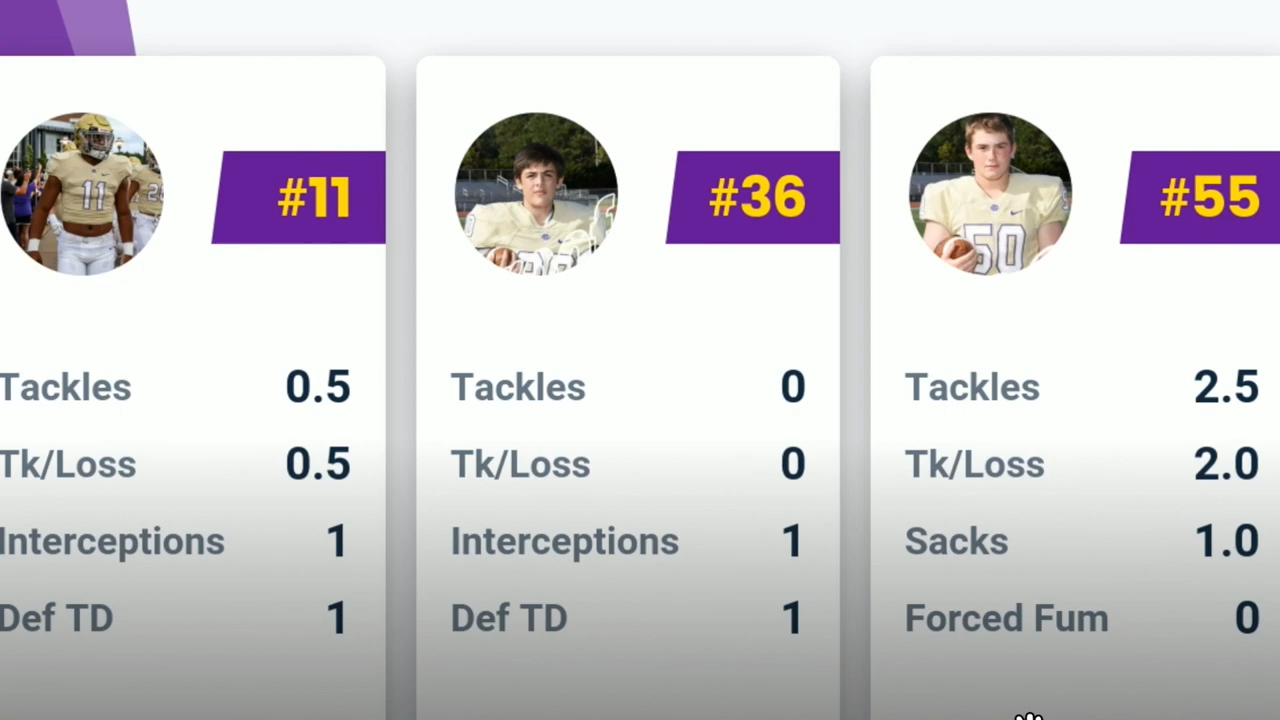 #11
Tackles 0.5
Tk/Loss 0.5
Interceptions 1
Def TD 1
#36
Tackles 0
Tk/Loss 0
Interceptions 1
Def TD 1
#55
Tackles 2.5
Tk/Loss 2.0
Sacks 1.0
Forced Fum 0
11
50